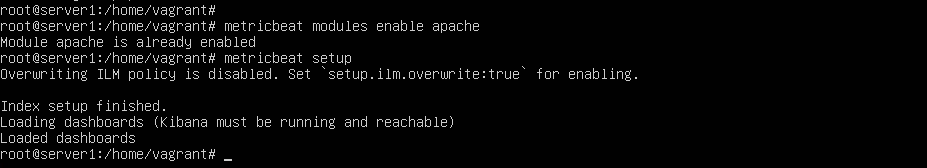 root@server1:/home/vagrant#
root@server1:/home/vagrant# metricbeat modules enable apache
Module apache is already enabled
root@server1:/home/vagrant# metricbeat setup
Overwriting ILM policy is disabled. Set `setup.ilm.overwrite:true` for enabling.
Index setup finished.
Loading dashboards (Kibana must be running and reachable)
Loaded dashboards
root@server1:/home/vagrant# _